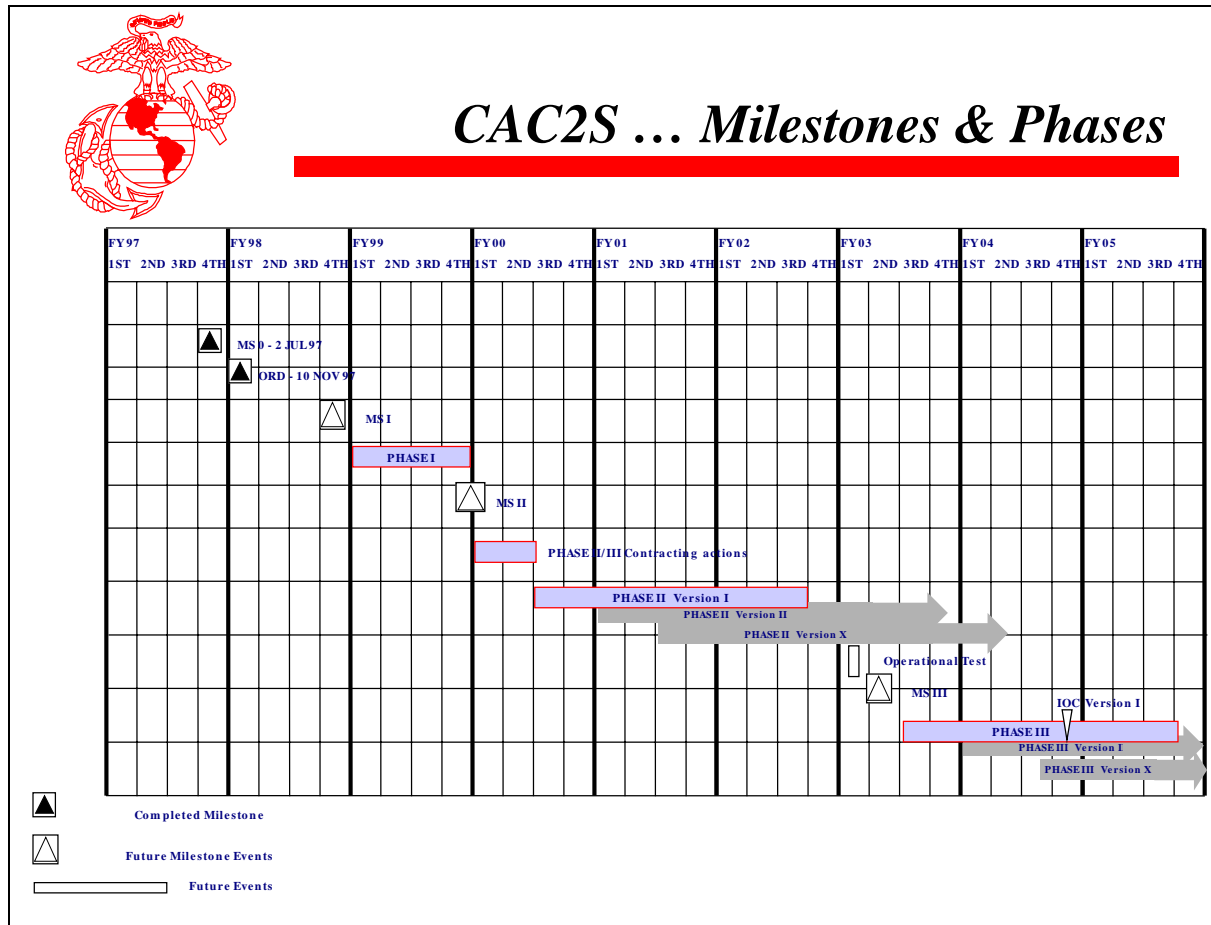 CAC2S … Milestones & Phases
FY97 FY98 FY99 FY00 FY01 FY02 FY03 FY04 FY05
1ST 2ND 3RD 4TH 1ST 2ND 3RD 4TH 1ST 2ND 3RD 4TH 1ST 2ND 3RD 4TH 1ST 2ND 3RD 4TH 1ST 2ND 3RD 4TH 1ST 2ND 3RD 4TH 1ST 2ND 3RD 4TH 1ST 2ND 3RD 4TH
MS 0 - 2 JUL 97
ORD - 10 NOV 97
MS I
PHASE I
MS II
PHASE II/III Contracting actions
PHASE II Version I
PHASE II Version II
PHASE II Version X
Operational Test
MS III
IOC Version I
PHASE III
PHASE III Version I
PHASE III Version X
Completed Milestone
Future Milestone Events
Future Events